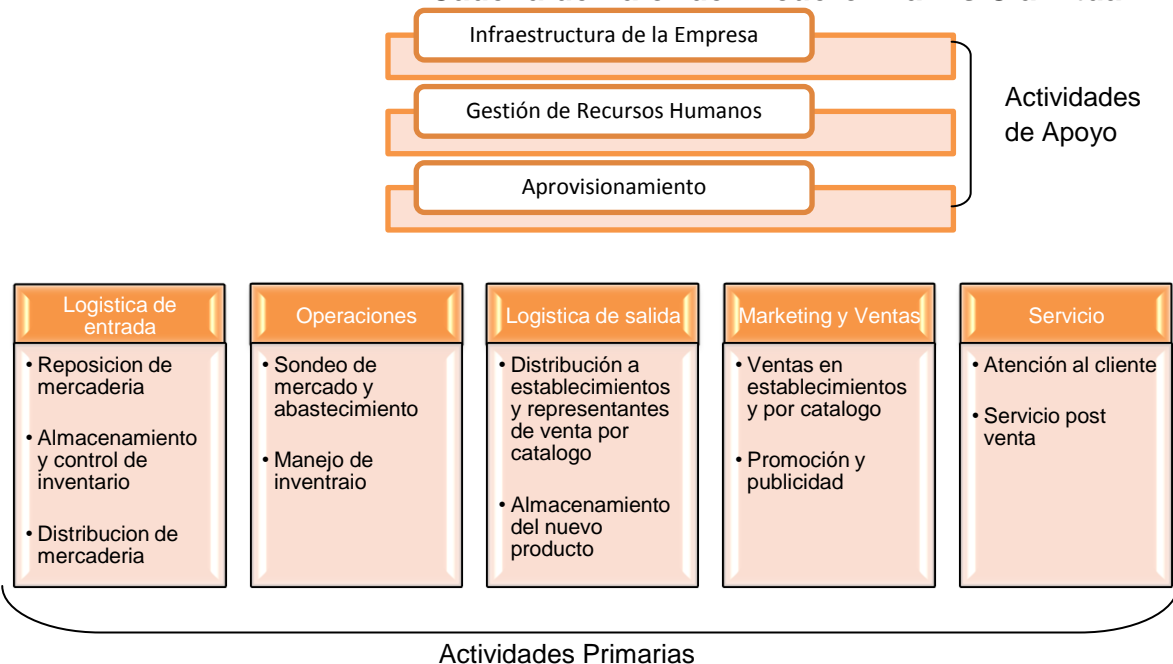 Infraestructura de la Empresa
Gestión de Recursos Humanos
Aprovisionamiento
Actividades
de Apoyo
Logistica de
entrada
• Reposicion de
mercaderia
• Almacenamiento
y control de
inventario
• Distribucion de
mercaderia
Operaciones
• Sondeo de
mercado y
abastecimiento
• Manejo de
inventraio
Logistica de salida
• Distribución a
establecimientos
y representantes
de venta por
catalogo
• Almacenamiento
del nuevo
producto
Marketing y Ventas
• Ventas en
establecimientos
y por catalogo
• Promoción y
publicidad
Servicio
• Atención al cliente
• Servicio post
venta
Actividades Primarias